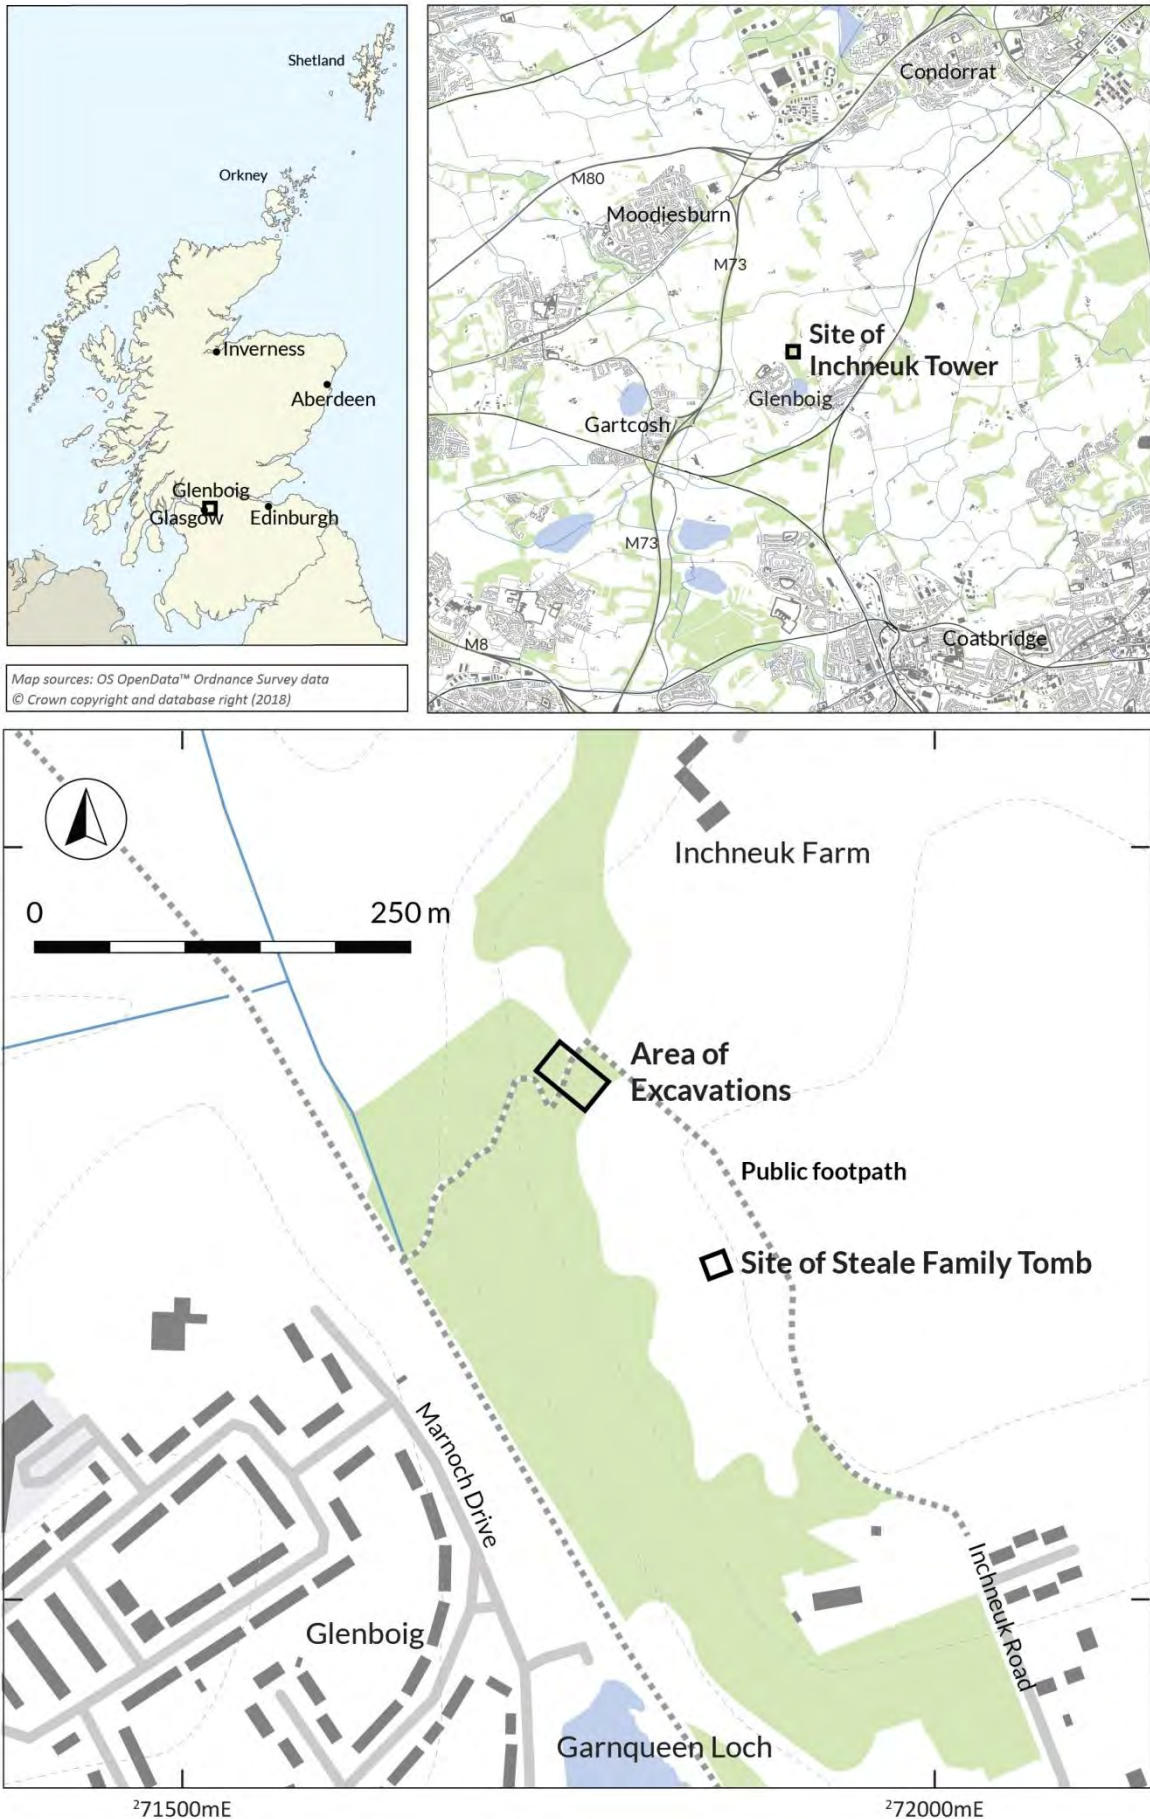 Shetland
Orkney
Inverness
Aberdeen
Glenboig
Glasgow
Edinburgh
Map sources: OS OpenData™ Ordnance Survey data
© Crown copyright and database right (2018)
Condorrat
M80
Moodiesburn
M73
Site of
Inchneuk Tower
Glenboig
Gartcosh
M73
M8
Coatbridge
Inchneuk Farm
0 250 m
Area of
Excavations
Public footpath
Site of Steale Family Tomb
Marnoch Drive
Inchneuk Road
Glenboig
Garnqueen Loch
²71500mE
²72000mE